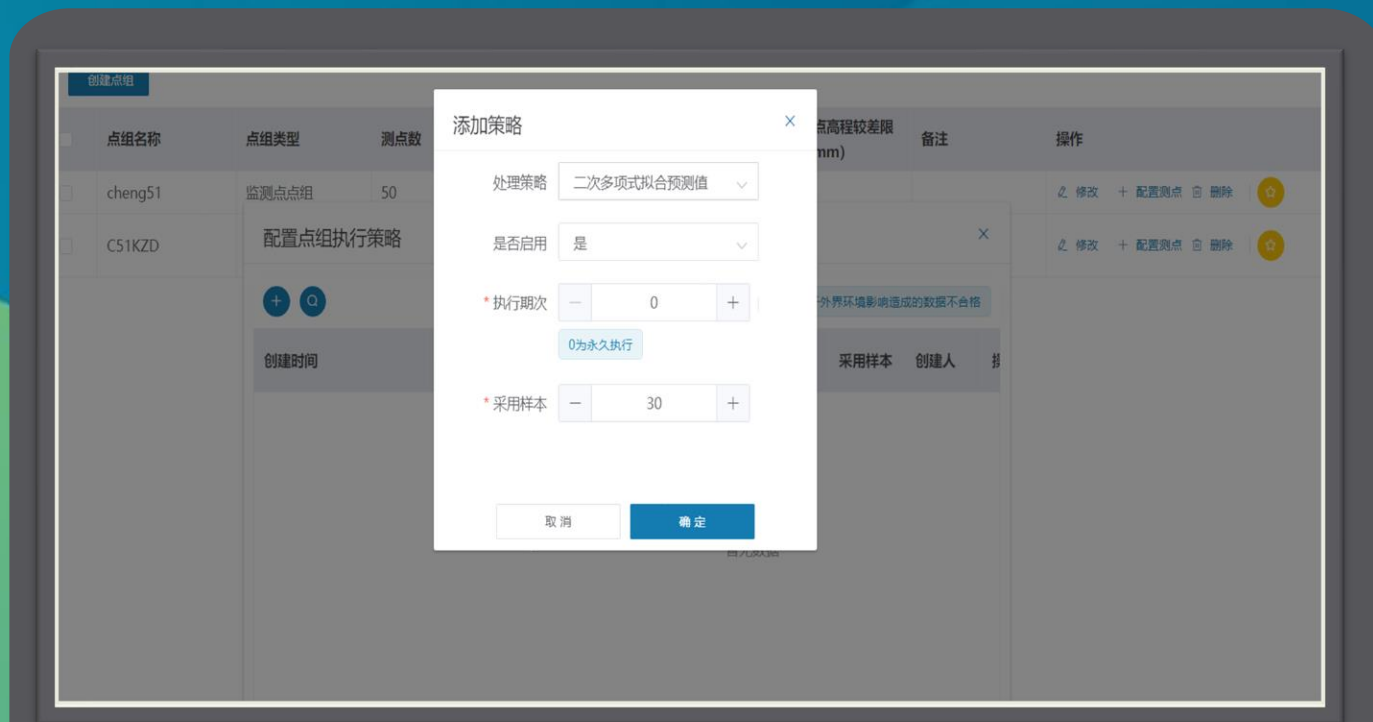 创建点组
点组名称 点组类型 测点数 点高程较差限 备注 操作
mm)
cheng51 监测点点组 50 修改 + 配置测点 删除
C51KZD 修改 + 配置测点 删除
配置点组执行策略
外界环境影响造成的数据不合格
创建时间 采用样本 创建人
添加策略
处理策略 二次多项式拟合预测值
是否启用 是
*执行期次 — 0 +
0为永久执行
*采用样本 — 30 +
取消 确定
暂无数据